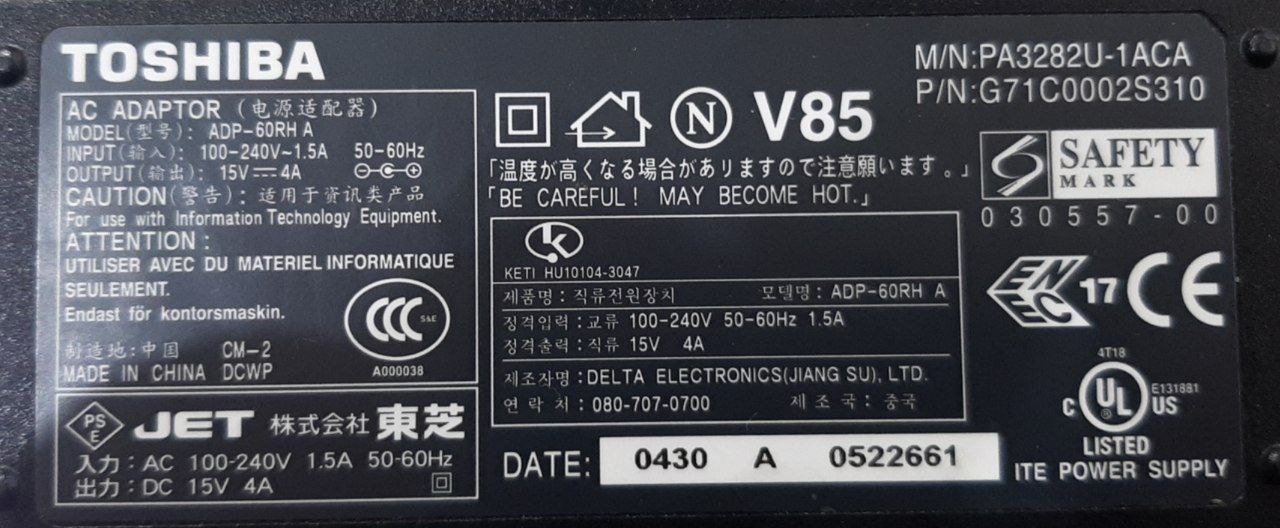 TOSHIBA
M/N:PA3282U-1ACA
P/N:G71C0002S310
AC ADAPTOR (电源适配器)
MODEL(型号): ADP-60RH A
INPUT(输入): 100-240V~1.5A 50-60Hz
OUTPUT(输出): 15V⎓4A
CAUTION(警告): 适用于资讯类产品
For use with Information Technology Equipment.
ATTENTION :
UTILISER AVEC DU MATERIEL INFORMATIQUE
SEULEMENT.
Endast för kontorsmaskin.
制造地:中国 CM-2
MADE IN CHINA DCWP
CCC S&E
A000038
PSE JET 株式会社 東芝
入力: AC 100-240V 1.5A 50-60Hz
出力: DC 15V 4A
N V85
「温度が高くなる場合がありますので注意願います。」
「BE CAREFUL! MAY BECOME HOT.」
K
KETI HU10104-3047
제품명 : 직류전원장치 모델명 : ADP-60RH A
정격입력 : 교류 100-240V 50-60Hz 1.5A
정격출력 : 직류 15V 4A
제조자명 : DELTA ELECTRONICS(JIANG SU), LTD.
연락처 : 080-707-0700 제조국 : 중국
DATE: 0430 A 0522661
S SAFETY
MARK
030557-00
ENEC 17 CE
4T18
C UL ® US E131881
LISTED
ITE POWER SUPPLY